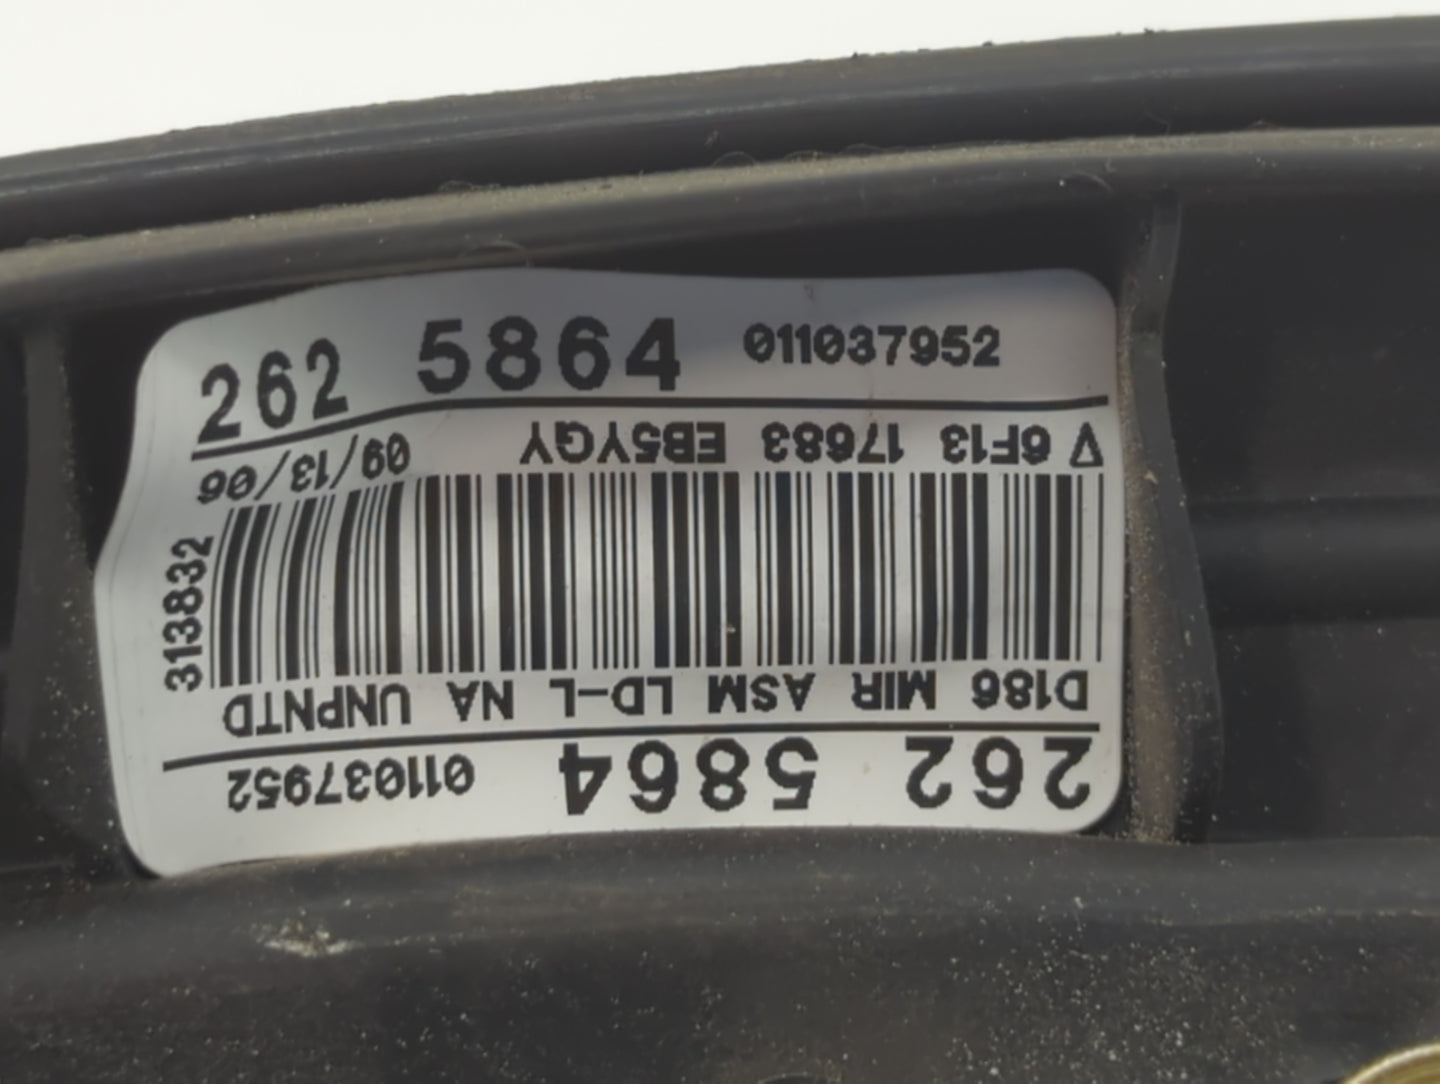 262 5864 011037952
∇ 6F13 17683 EB5YGY 09/13/06
313832
D186 MIR ASM LD-L NA UNPNTD
262 5864 011037952